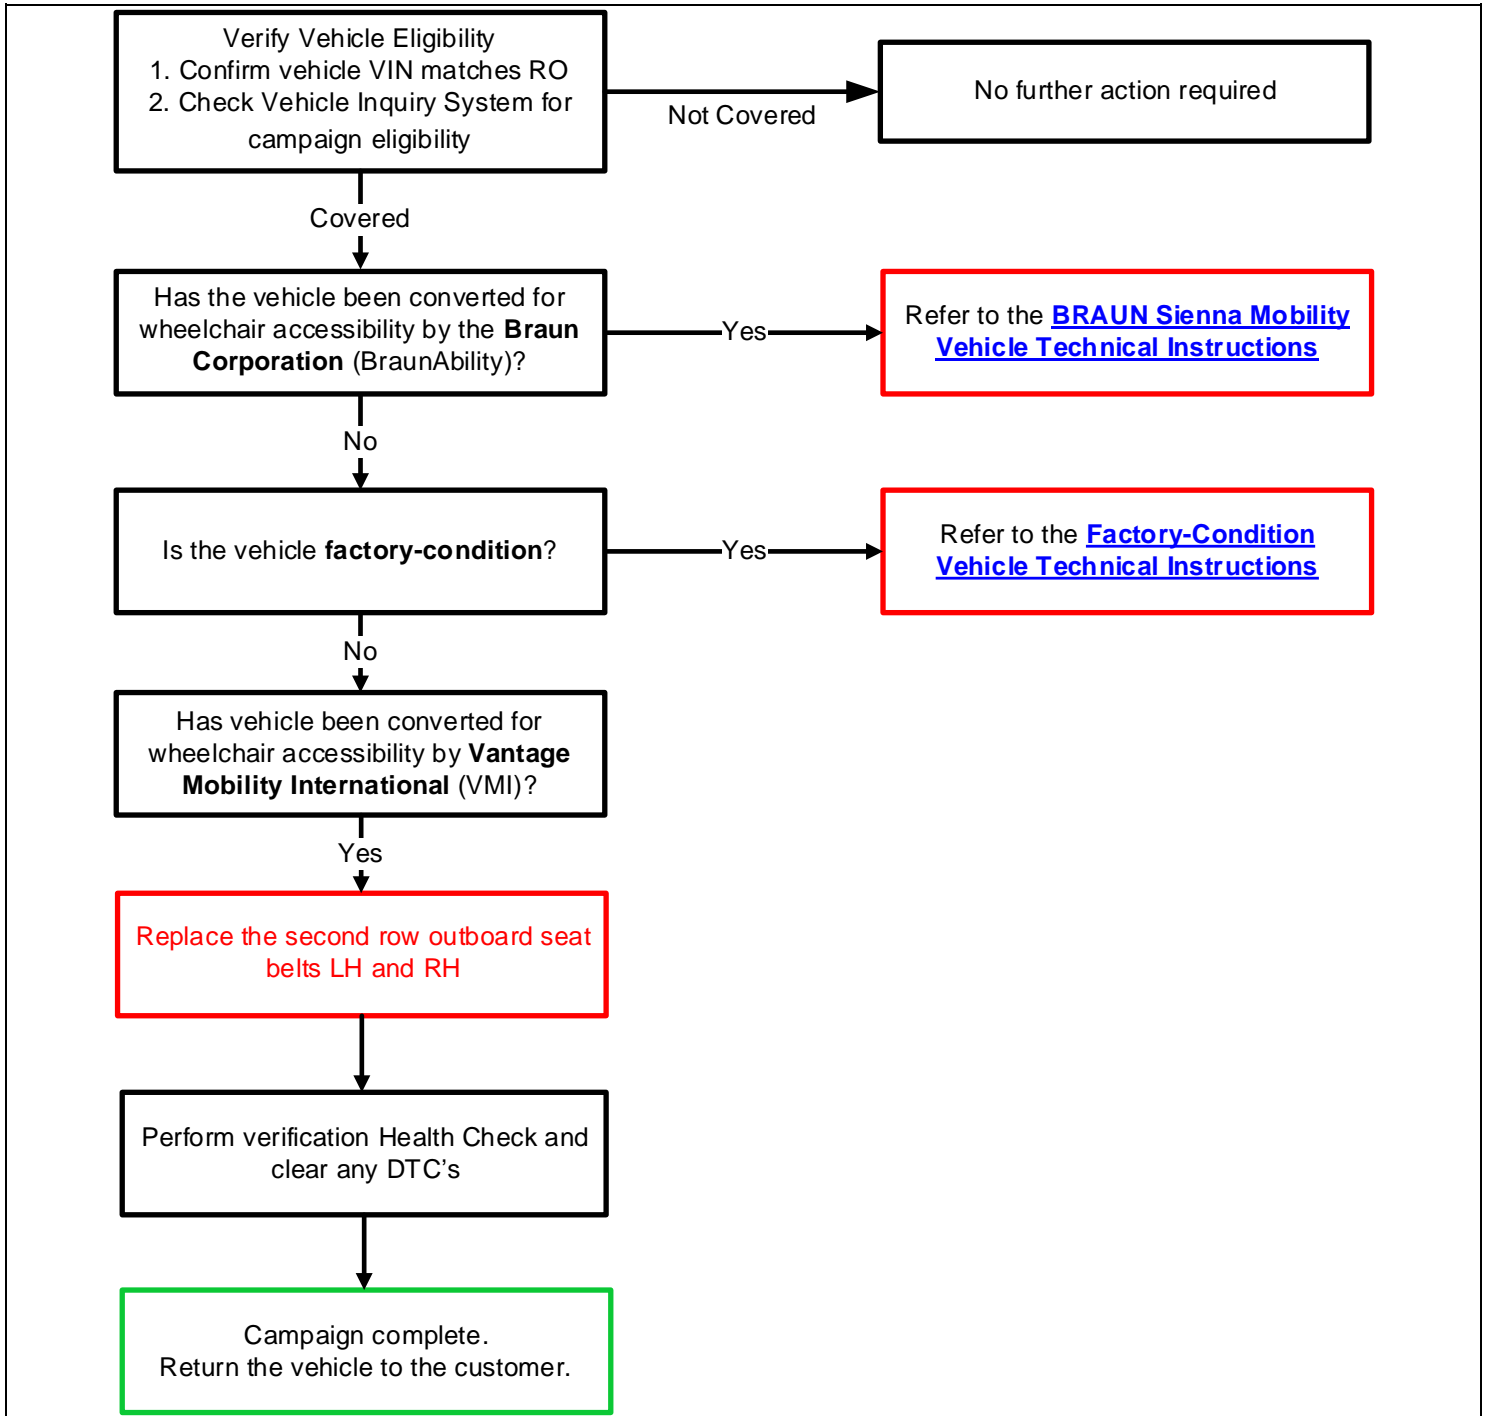 Verify Vehicle Eligibility
1. Confirm vehicle VIN matches RO
2. Check Vehicle Inquiry System for
campaign eligibility
Not Covered
No further action required
Covered
Has the vehicle been converted for
wheelchair accessibility by the Braun
Corporation (BraunAbility)?
Yes
Refer to the BRAUN Sienna Mobility
Vehicle Technical Instructions
No
Is the vehicle factory-condition?
Yes
Refer to the Factory-Condition
Vehicle Technical Instructions
No
Has vehicle been converted for
wheelchair accessibility by Vantage
Mobility International (VMI)?
Yes
Replace the second row outboard seat
belts LH and RH
Perform verification Health Check and
clear any DTC's
Campaign complete.
Return the vehicle to the customer.